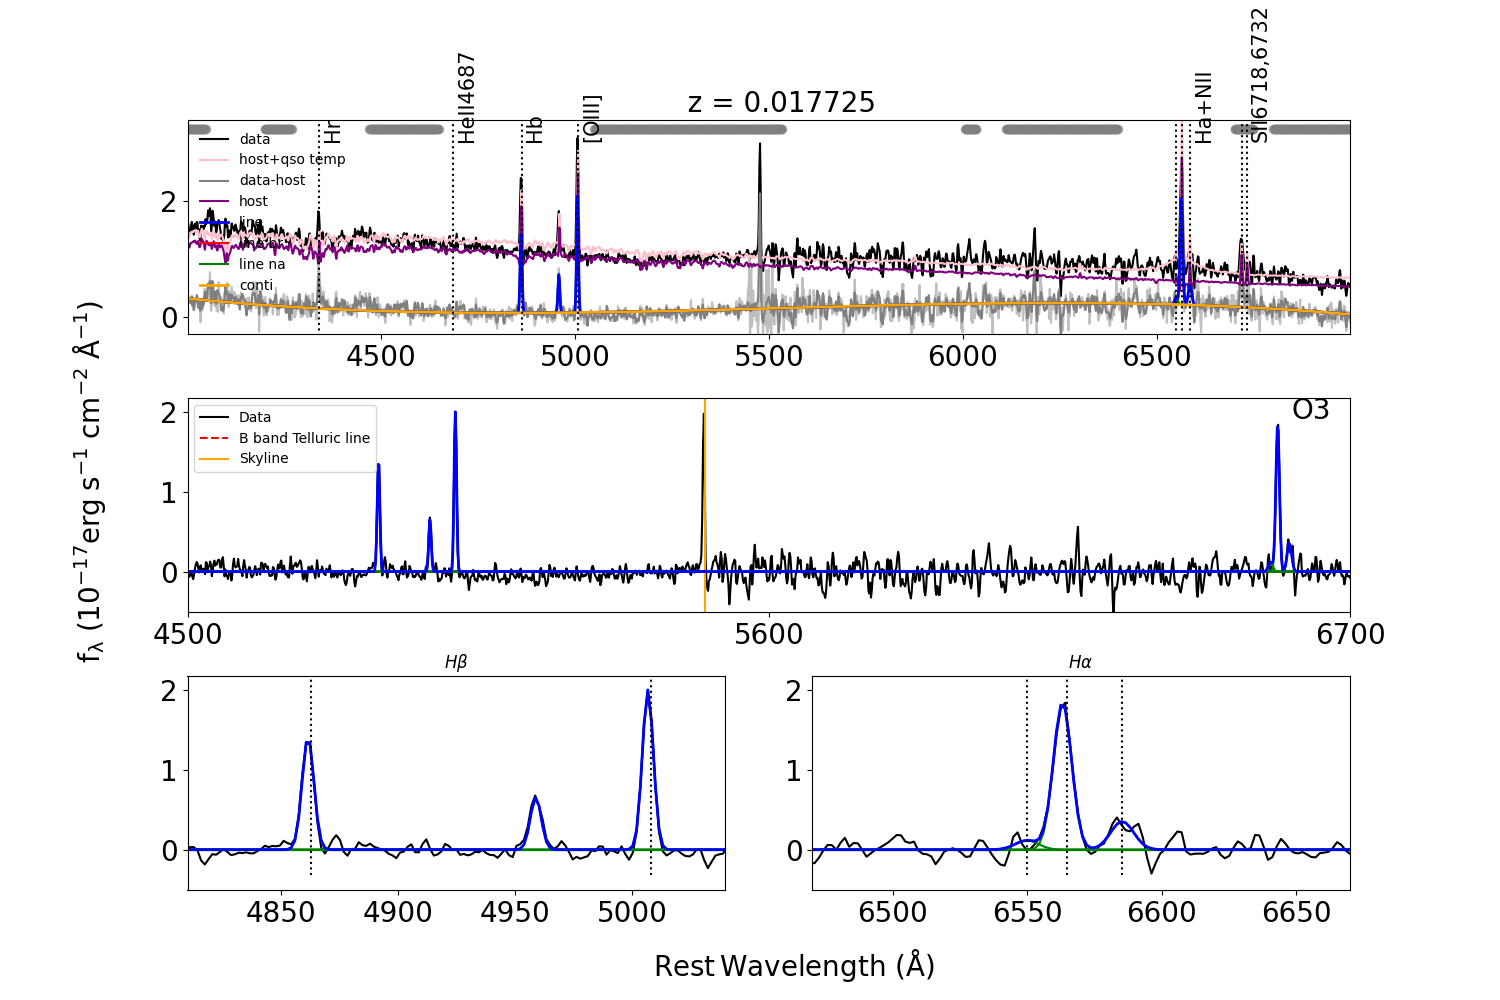 z = 0.017725
Hr
HeII4687
Hb
[OIII]
Ha+NII
SII6718,6732
data
host+qso temp
data-host
host
line
line na
conti
2
0
4500 5000 5500 6000 6500
fλ (10⁻¹⁷erg s⁻¹ cm⁻² Å⁻¹)
Data
B band Telluric line
Skyline
O3
2
1
0
4500 5600 6700
Hβ
2
1
0
4850 4900 4950 5000
Hα
2
1
0
6500 6550 6600 6650
Rest Wavelength (Å)